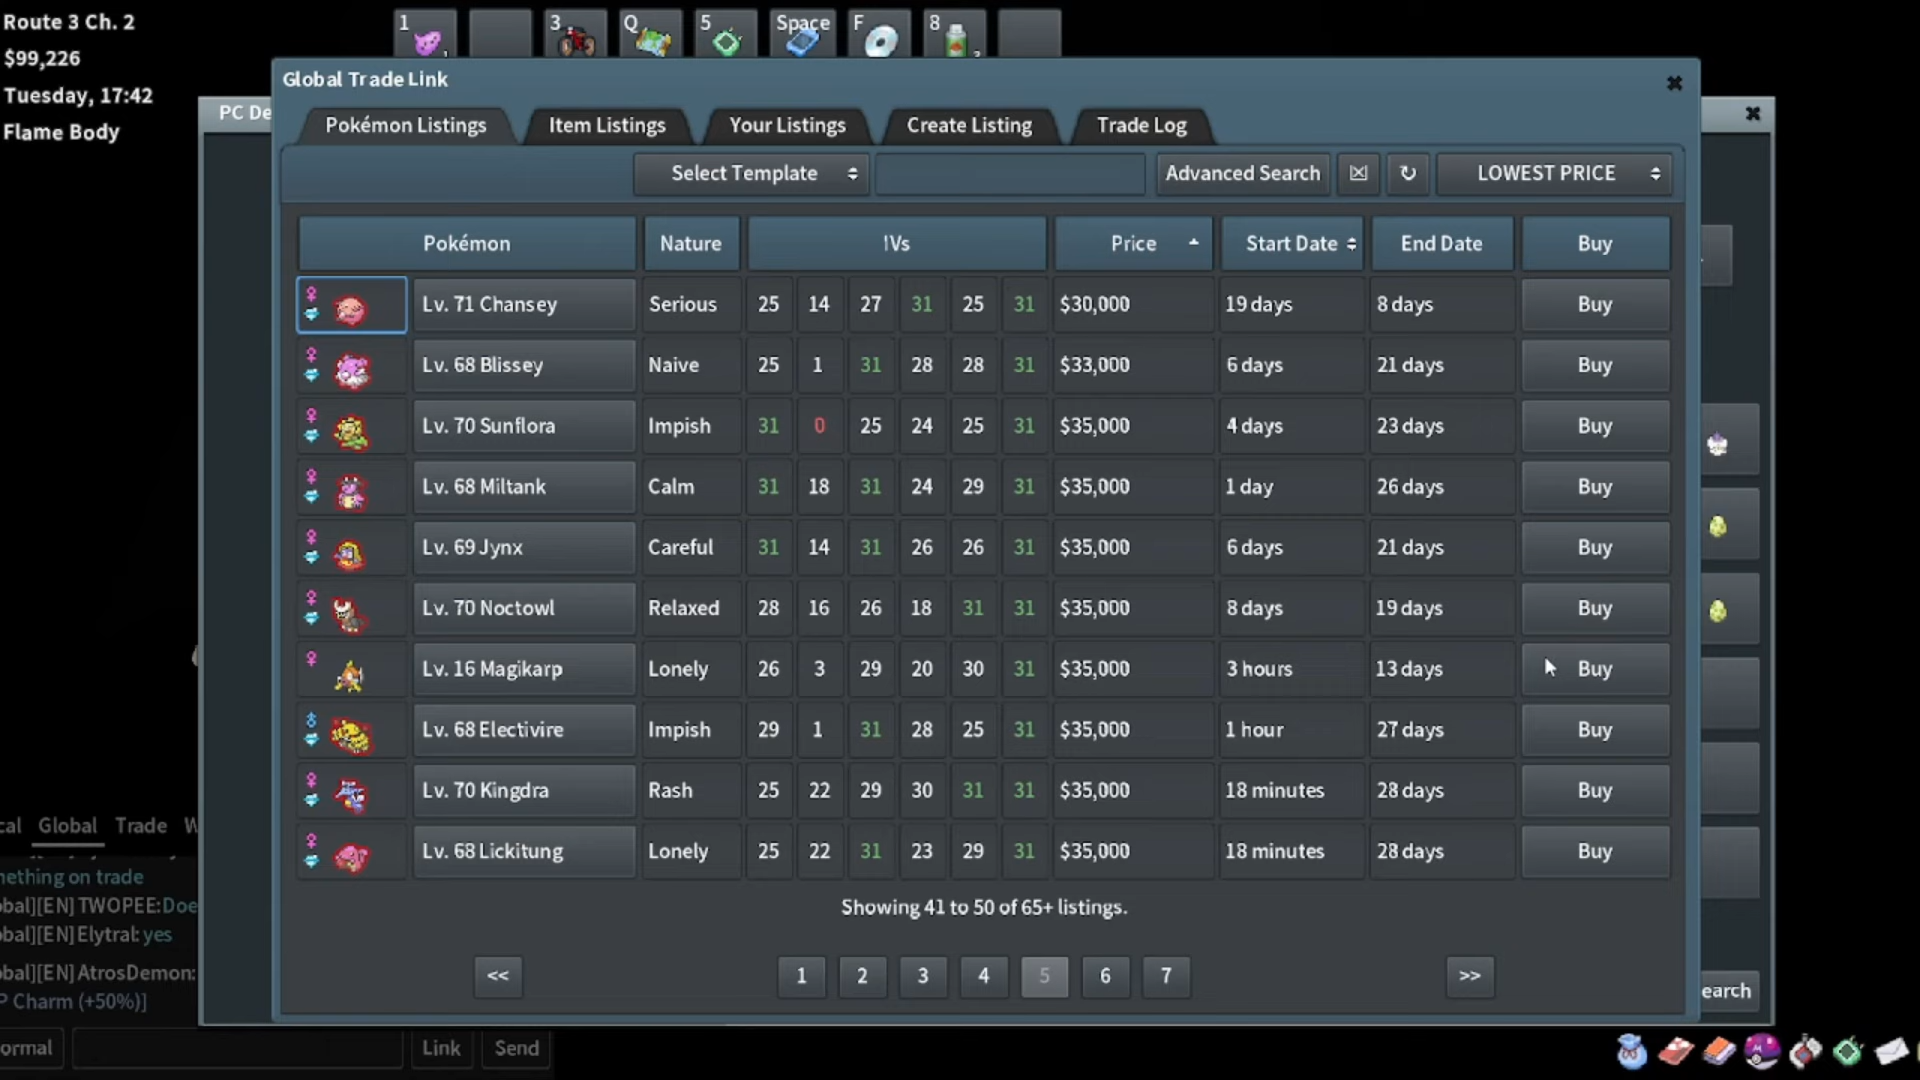 Route 3 Ch. 2
$99,226
Tuesday, 17:42
Flame Body
1 3 Q 5 Space F 8
PC De
Global Trade Link
Pokémon Listings Item Listings Your Listings Create Listing Trade Log
Select Template Advanced Search LOWEST PRICE
Pokémon Nature IVs Price Start Date End Date Buy
Lv. 71 Chansey Serious 25 14 27 31 25 31 $30,000 19 days 8 days Buy
Lv. 68 Blissey Naive 25 1 31 28 28 31 $33,000 6 days 21 days Buy
Lv. 70 Sunflora Impish 31 0 25 24 25 31 $35,000 4 days 23 days Buy
Lv. 68 Miltank Calm 31 18 31 24 29 31 $35,000 1 day 26 days Buy
Lv. 69 Jynx Careful 31 14 31 26 26 31 $35,000 6 days 21 days Buy
Lv. 70 Noctowl Relaxed 28 16 26 18 31 31 $35,000 8 days 19 days Buy
Lv. 16 Magikarp Lonely 26 3 29 20 30 31 $35,000 3 hours 13 days Buy
Lv. 68 Electivire Impish 29 1 31 28 25 31 $35,000 1 hour 27 days Buy
Lv. 70 Kingdra Rash 25 22 29 30 31 31 $35,000 18 minutes 28 days Buy
Lv. 68 Lickitung Lonely 25 22 31 23 29 31 $35,000 18 minutes 28 days Buy
Showing 41 to 50 of 65+ listings.
<< 1 2 3 4 5 6 7 >>
earch
cal Global Trade W
nething on trade
obal][EN] TWOPEE:Doe
obal][EN] Elytral: yes
obal][EN] AtrosDemon:
P Charm (+50%)]
ormal Link Send